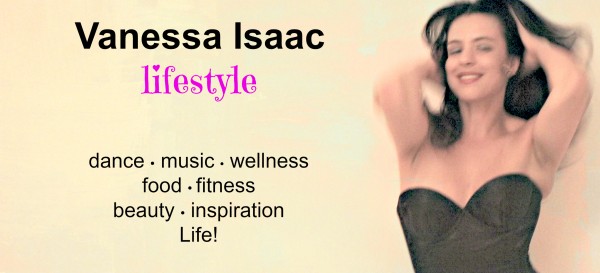 Vanessa Isaac
lifestyle
dance • music • wellness
food • fitness
beauty • inspiration
Life!